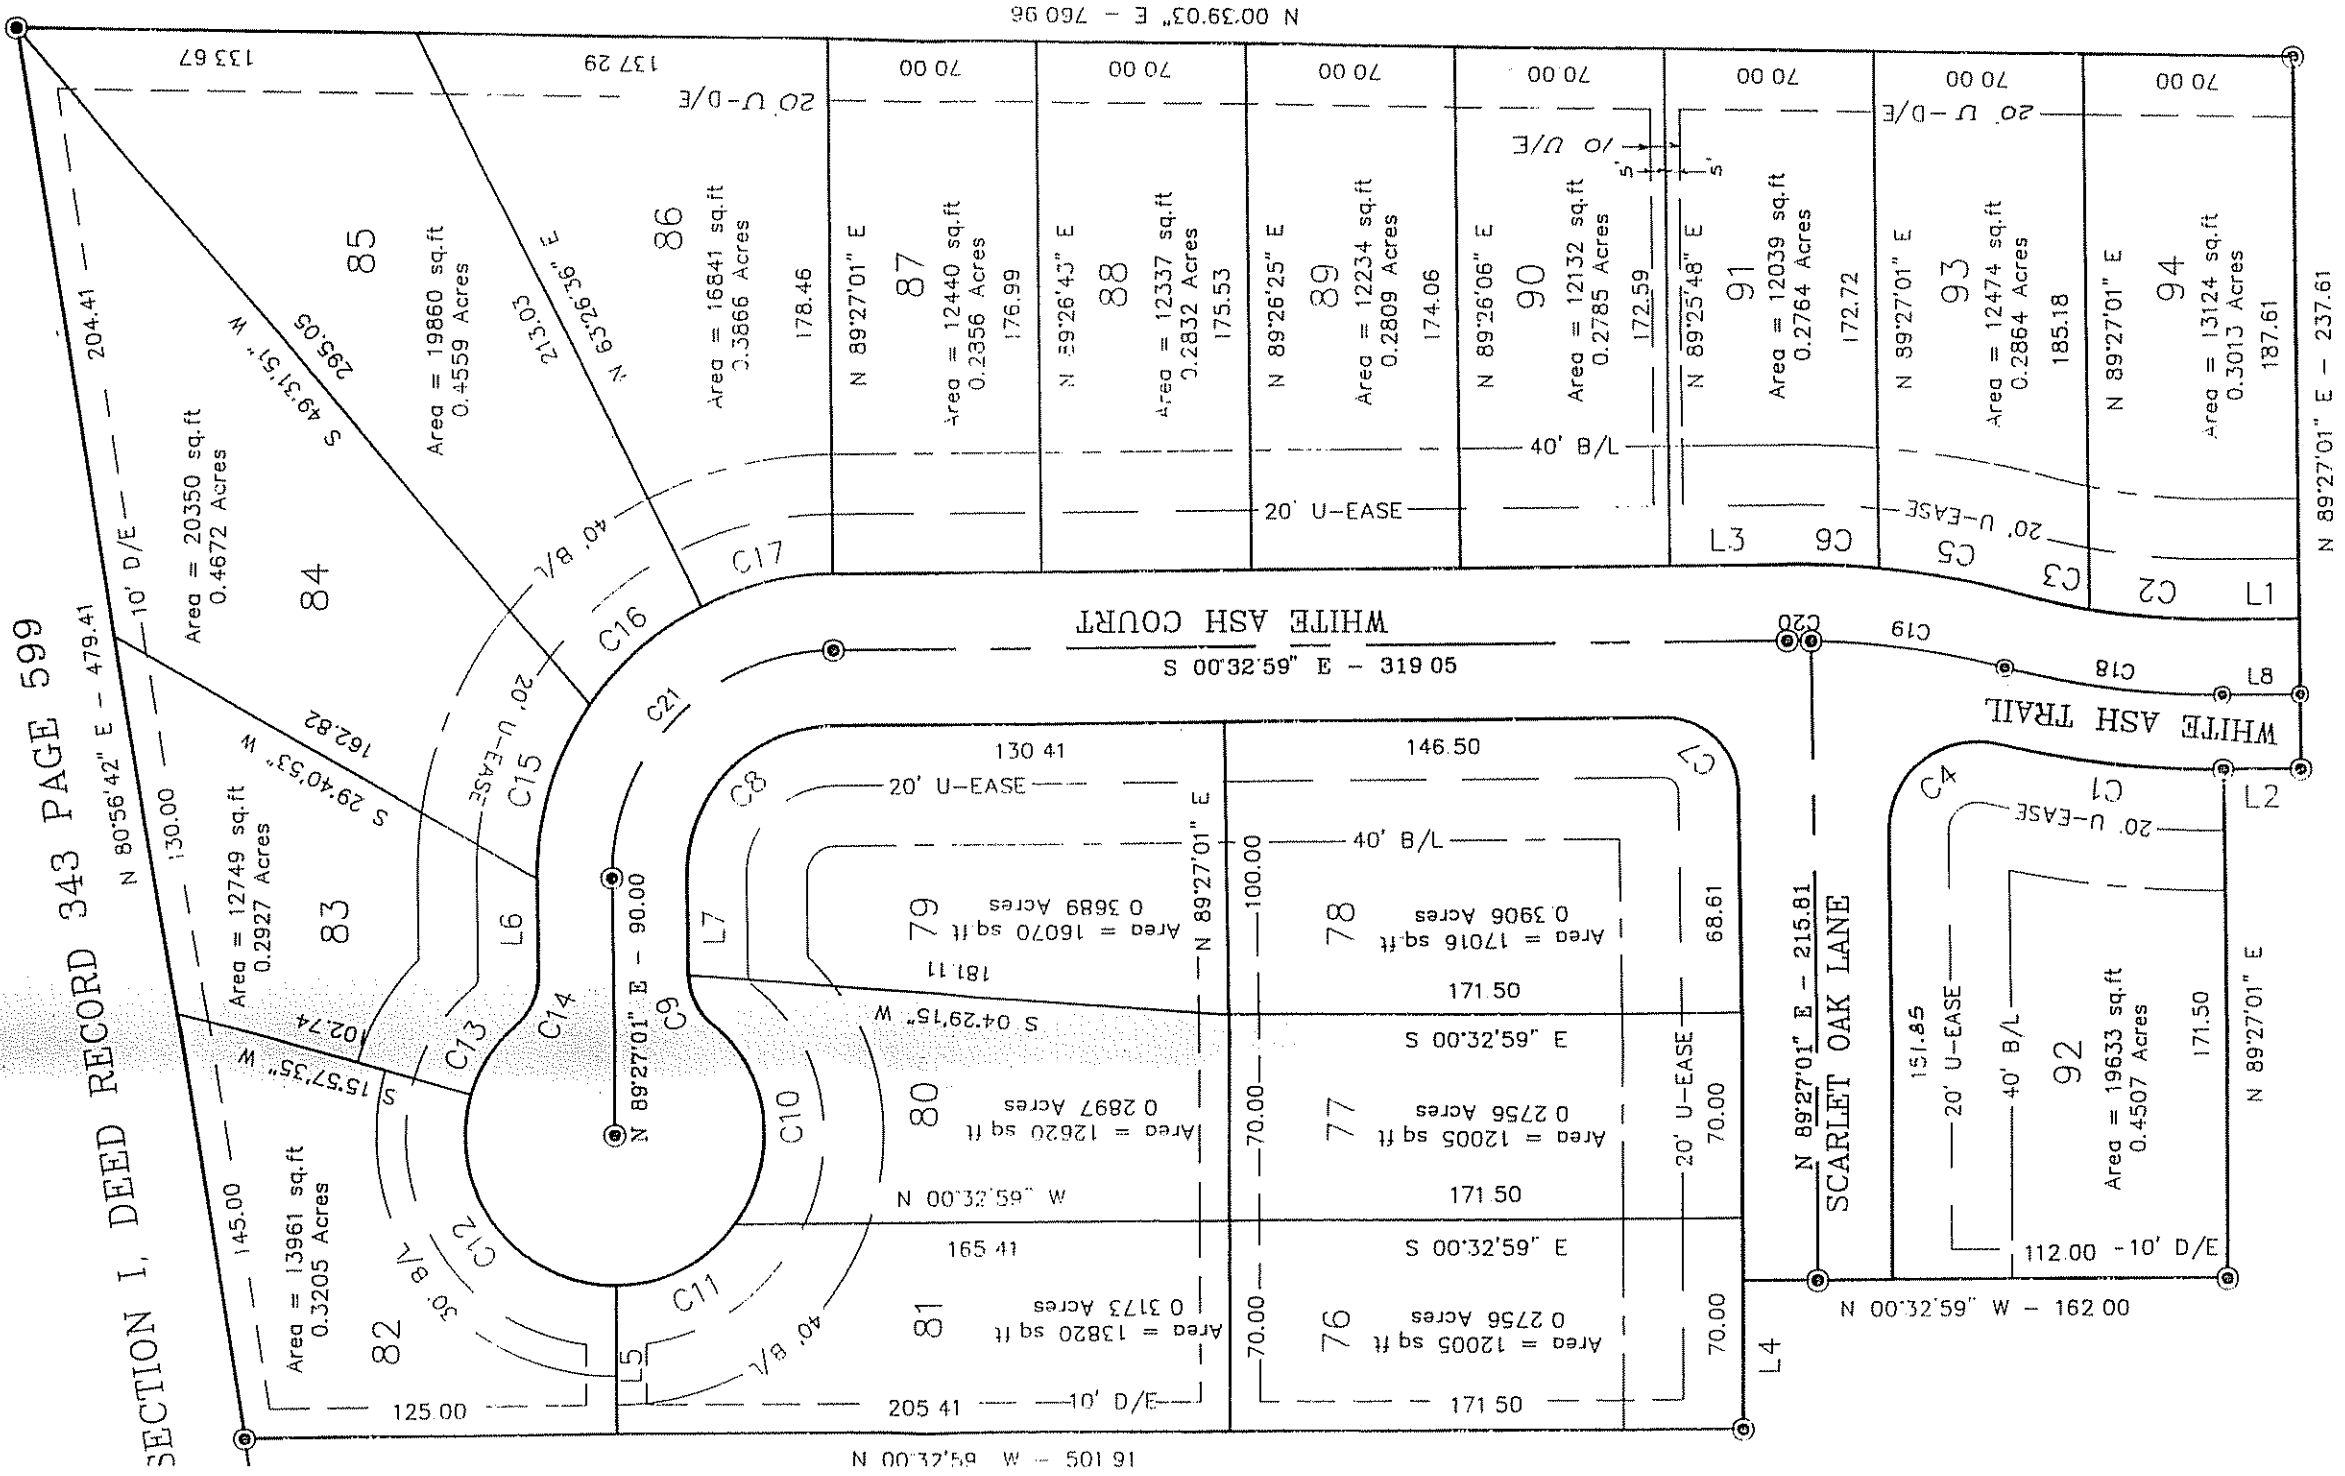 N 00°39'03" E - 760 96
SECTION 1, DEED RECORD 343 PAGE 599
N 80°56'42" E - 479.41
133 67
137 29
70 00
70 00
70 00
70 00
70 00
70 00
70 00
20' U-D/E
20' U-D/E
10 U/E
5'
5'
204.41
10' D/E
130.00
145.00
85
Area = 19860 sq.ft
0.4559 Acres
S 49°31'51" W
295.05
86
Area = 16841 sq.ft
0.3866 Acres
178.46
N 63°26'36" E
213.03
N 89°27'01" E
87
Area = 12440 sq.ft
0.2356 Acres
176.99
N 89°26'43" E
88
Area = 12337 sq.ft
0.2832 Acres
175.53
N 89°26'25" E
89
Area = 12234 sq.ft
0.2809 Acres
174.06
N 89°26'06" E
90
Area = 12132 sq.ft
0.2785 Acres
172.59
N 89°25'48" E
91
Area = 12039 sq.ft
0.2764 Acres
172.72
N 89°27'01" E
93
Area = 12474 sq.ft
0.2864 Acres
185.18
N 89°27'01" E
94
Area = 13124 sq.ft
0.3013 Acres
187.61
N 89°27'01" E - 237.61
Area = 20350 sq.ft
0.4672 Acres
84
S 29°40'53" W
162.82
Area = 12749 sq.ft
0.2927 Acres
83
S 15°57'35" W
102.74
Area = 13961 sq.ft
0.3205 Acres
82
30' B/L
125.00
40' B/L
20' U-EASE
40' B/L
20' U-EASE
20' U-EASE
L3
C6
C5
C3
C2
L1
C17
C16
C15
L6
C14
C13
C12
C21
WHITE ASH COURT
S 00°32'59" E - 319 05
C20
C19
C18
L8
WHITE ASH TRAIL
N 89°27'01" E - 90.00
C8
L7
C9
C10
C11
L5
130 41
20' U-EASE
146.50
C7
40' B/L
N 89°27'01" E
100.00
79
Area = 16070 sq ft
0 3689 Acres
181.11
S 04°29'15" W
78
Area = 17016 sq.ft
0.3906 Acres
171.50
S 00°32'59" E
68.61
80
Area = 12620 sq ft
0 2897 Acres
N 00°32'59" W
165 41
70.00
77
Area = 12005 sq ft
0 2756 Acres
171.50
S 00°32'59" E
20' U-EASE
70.00
81
Area = 13820 sq ft
0 3173 Acres
40' B/L
205 41
10' D/E
70.00
76
Area = 12005 sq ft
0 2756 Acres
171 50
70.00
L4
N 89°27'01" E - 215.81
SCARLET OAK LANE
C4
C1
L2
20' U-EASE
151.85
20' U-EASE
40' B/L
92
Area = 19633 sq.ft
0.4507 Acres
171.50
N 89°27'01" E
112.00
10' D/E
N 00°32'59" W - 162 00
N 00°32'59 W - 501 91